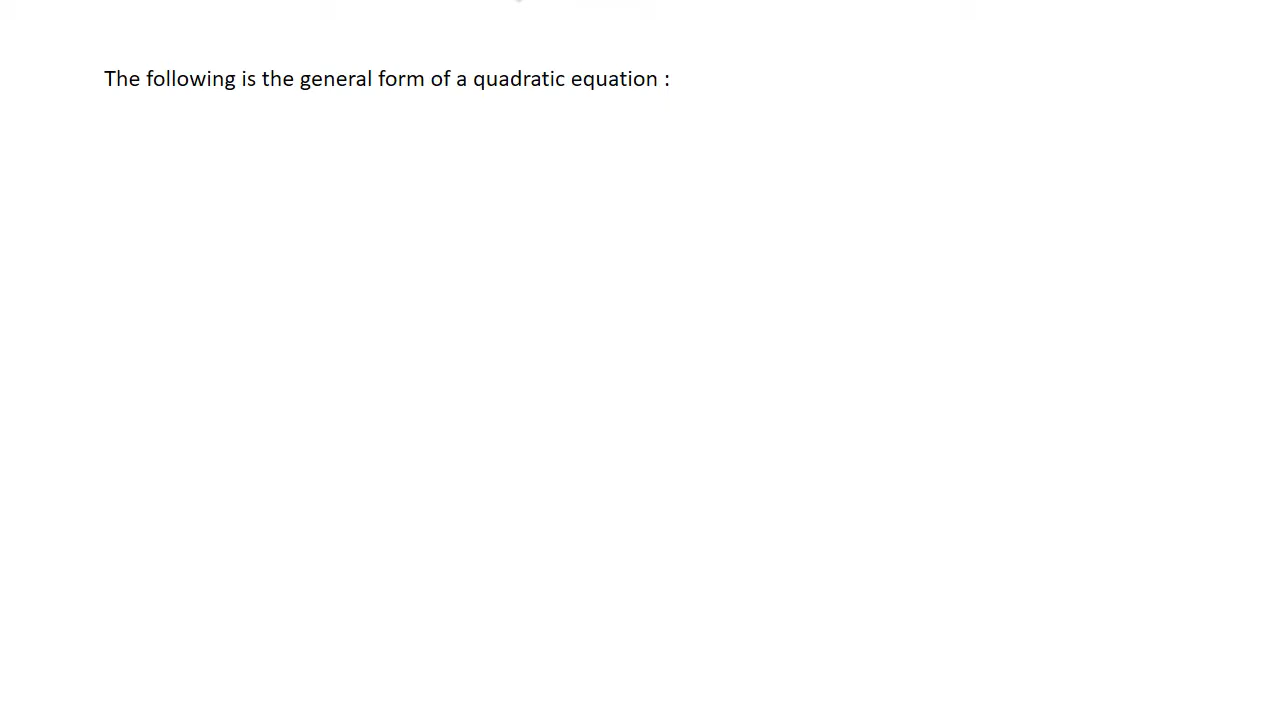 The following is the general form of a quadratic equation :